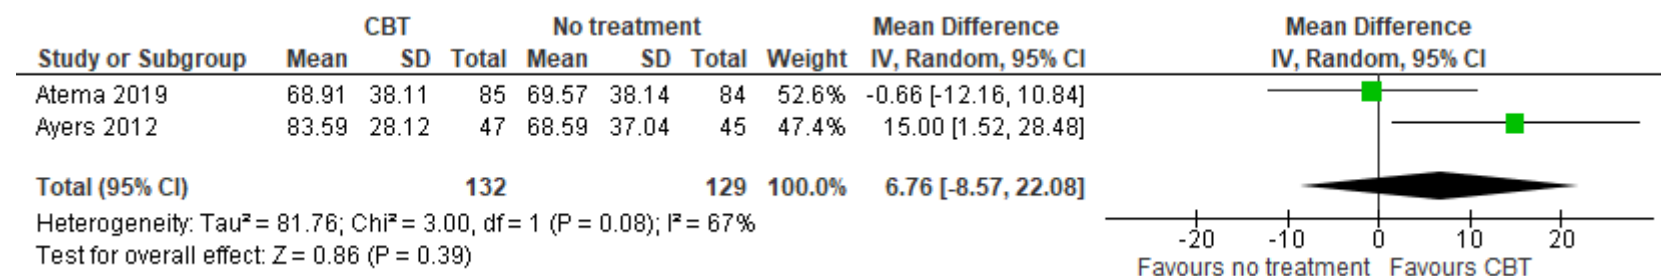 CBT No treatment Mean Difference Mean Difference
Study or Subgroup Mean SD Total Mean SD Total Weight IV, Random, 95% CI IV, Random, 95% CI
Atema 2019 68.91 38.11 85 69.57 38.14 84 52.6% -0.66 [-12.16, 10.84]
Ayers 2012 83.59 28.12 47 68.59 37.04 45 47.4% 15.00 [1.52, 28.48]
Total (95% CI) 132 129 100.0% 6.76 [-8.57, 22.08]
Heterogeneity: Tau² = 81.76; Chi² = 3.00, df = 1 (P = 0.08); I² = 67%
Test for overall effect: Z = 0.86 (P = 0.39)
-20 -10 0 10 20
Favours no treatment Favours CBT